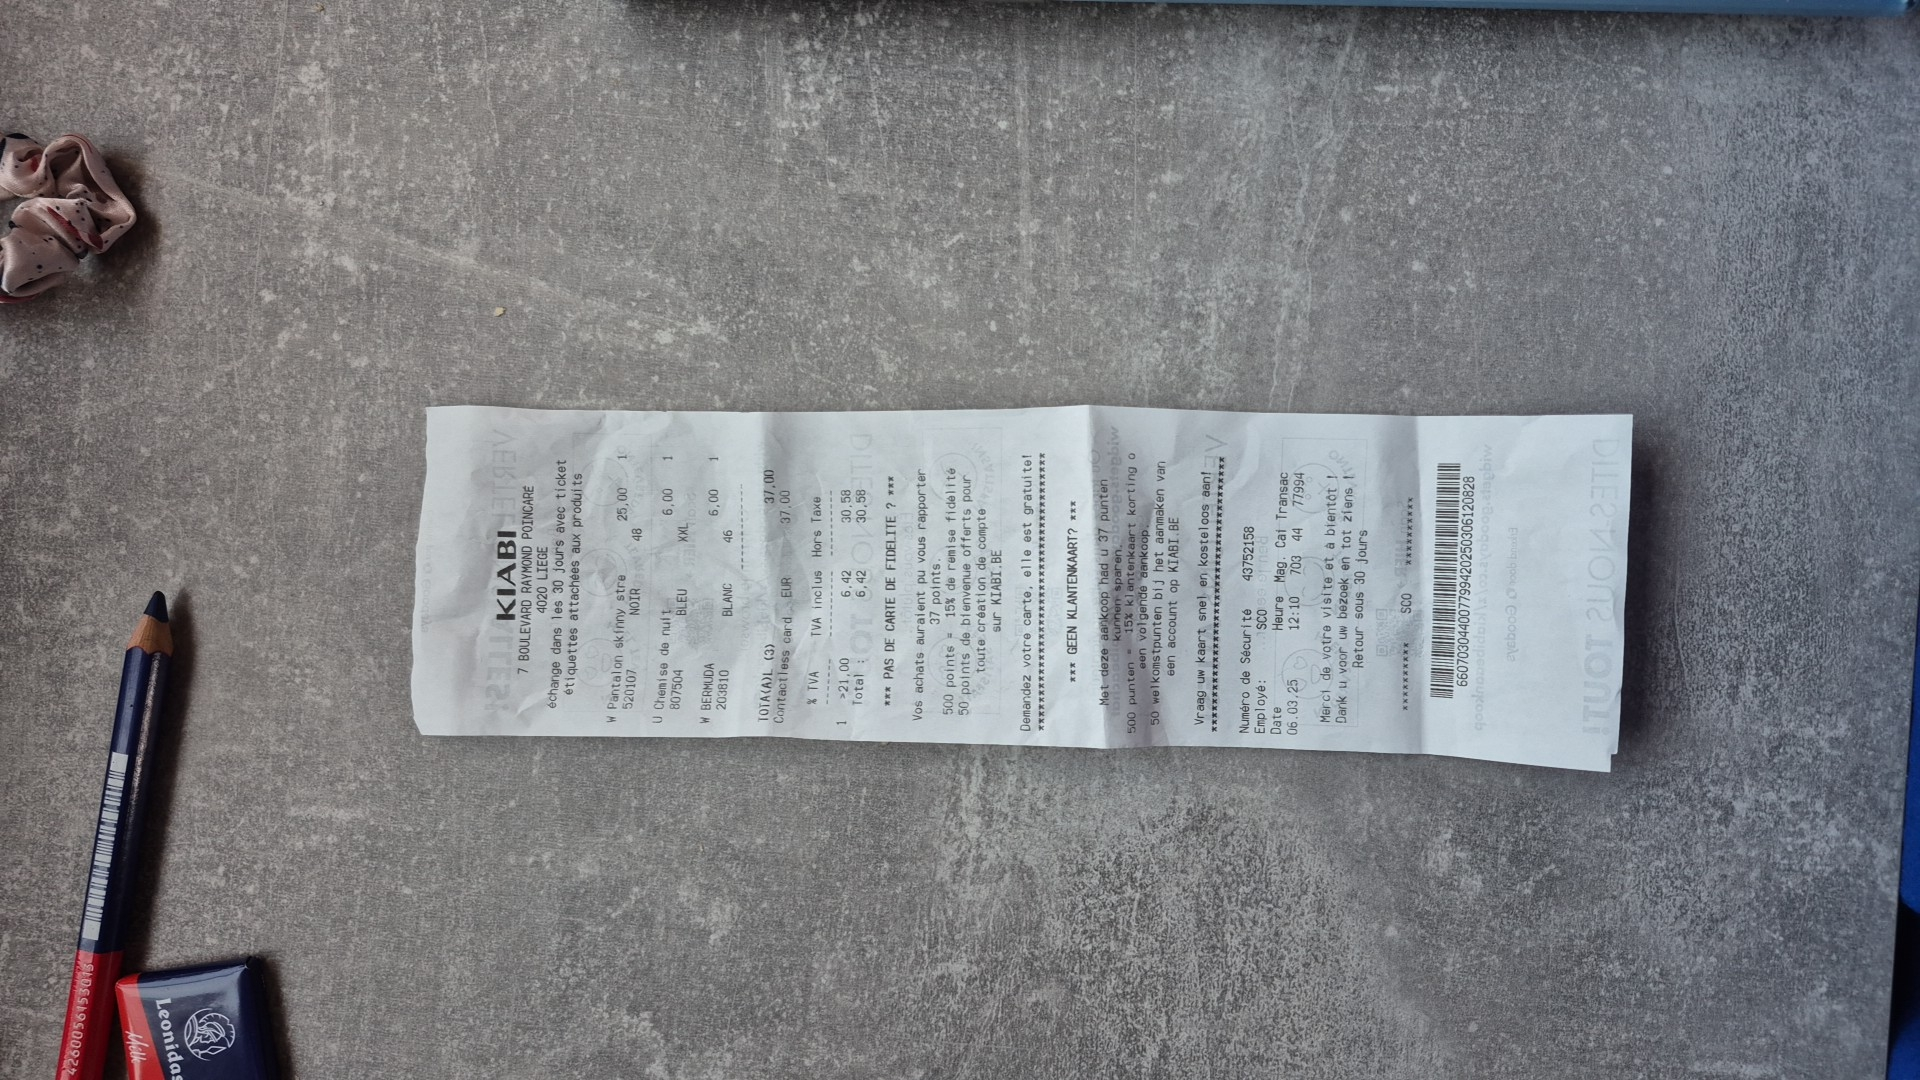 KIABI
7 BOULEVARD RAYMOND POINCARÉ
4020 LIEGE
échange dans les 30 jours avec ticket
étiquettes attachées aux produits
W Pantalon skinny stre 25,00 1
520107 NOIR 48
U Chemise de nuit 6,00 1
807504 BLEU XXL
W BERMUDA 6,00 1
203810 BLANC 46
TOTA(A)L (3) 37,00
Contactless card EUR 37,00
% TVA TVA inclus Hors Taxe
1 >21,00 6,42 30,58
Total : 6,42 30,58
*** PAS DE CARTE DE FIDELITE ? ***
Vos achats auraient pu vous rapporter
37 points.
500 points = 15% de remise fidelité
50 points de bienvenue offerts pour
toute création de compte
sur KIABI.BE
Demandez votre carte, elle est gratuite!
*** GEEN KLANTENKAART? ***
Met deze aankoop had u 37 punten
kunnen sparen.
500 punten = 15% klantenkaart korting o
een volgende aankoop.
50 welkomstpunten bij het aanmaken van
een account op KIABI.BE
Vraag uw kaart snel en kosteloos aan!
Numéro de Sécurité 43752158
Employé: SCO
Date Heure Mag. Cai Transac
06.03.25 12:10 703 44 77994
Merci de votre visite et à bientôt !
Dank u voor uw bezoek en tot ziens !
Retour sous 30 jours
********** SCO **********
66070304400779942025030612082​8
4260056153013
Leonidas
Milk